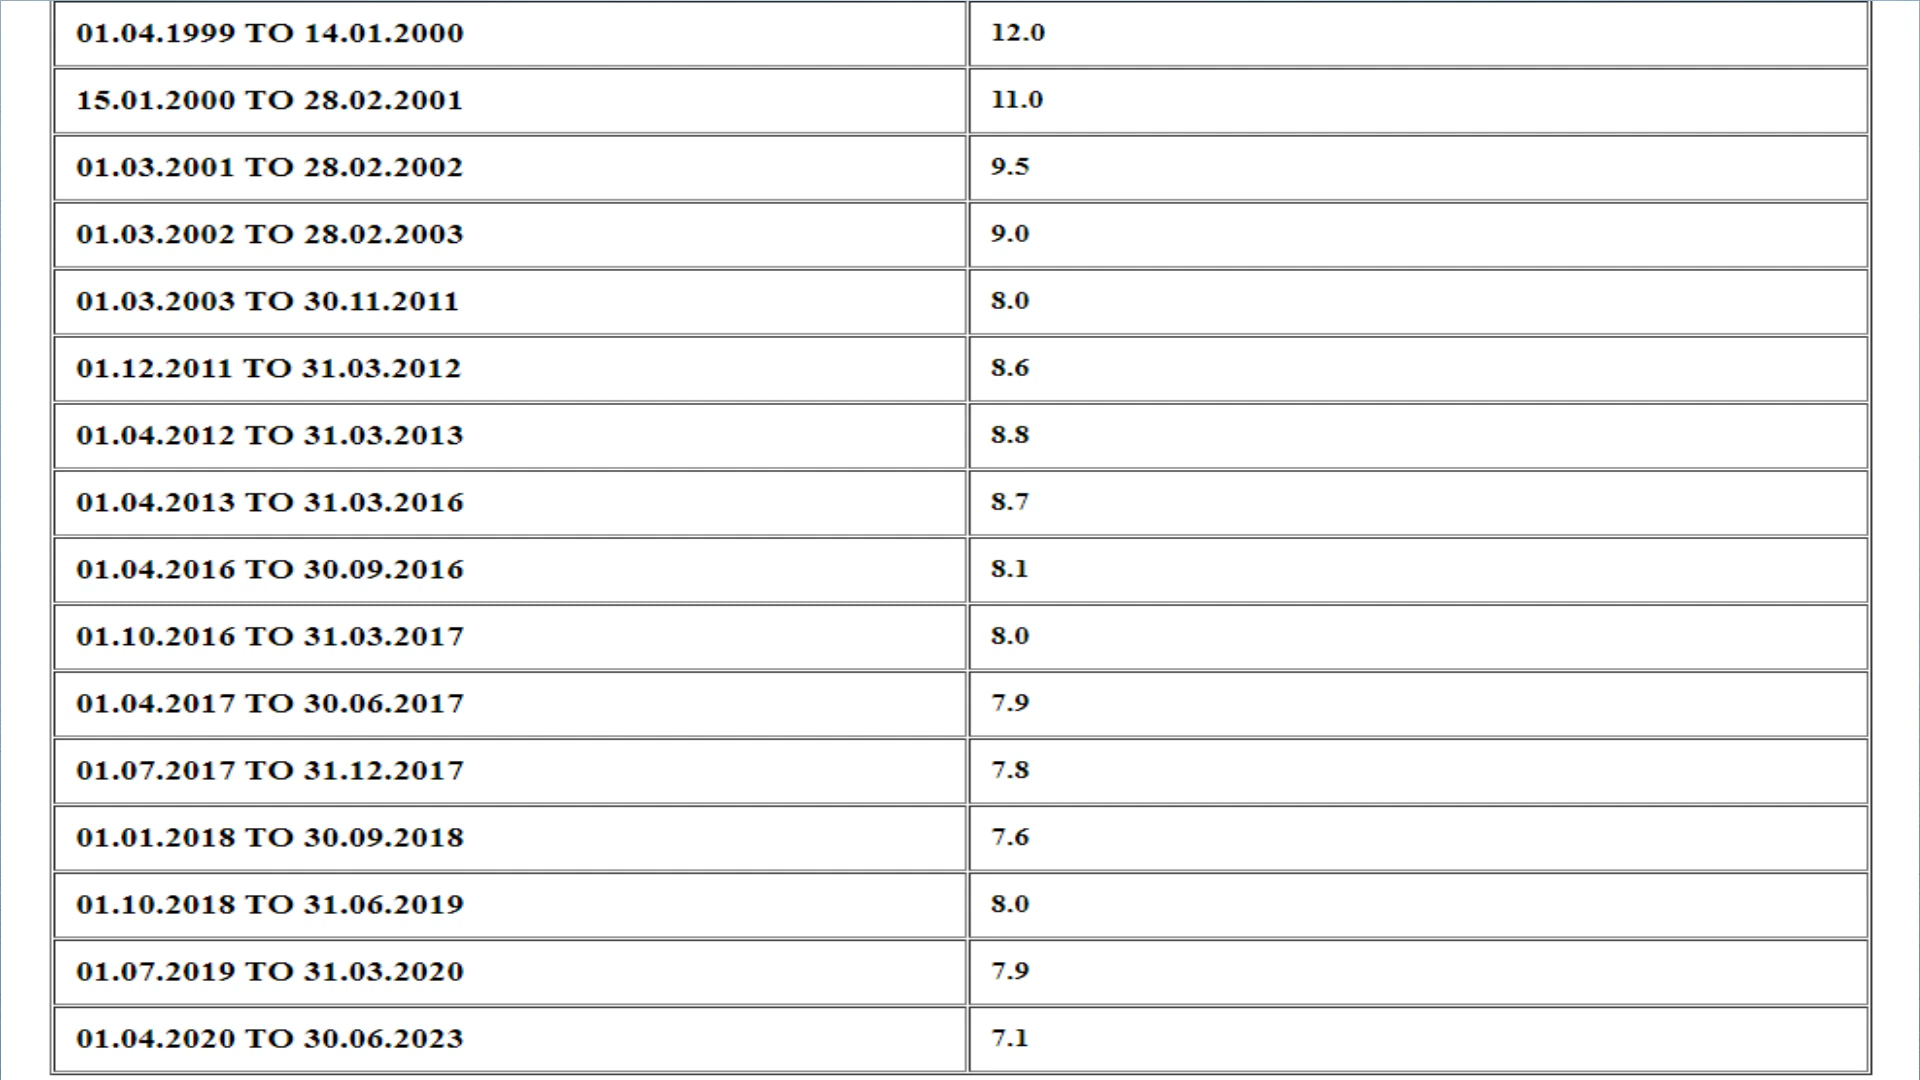 01.04.1999 TO 14.01.2000 12.0
15.01.2000 TO 28.02.2001 11.0
01.03.2001 TO 28.02.2002 9.5
01.03.2002 TO 28.02.2003 9.0
01.03.2003 TO 30.11.2011 8.0
01.12.2011 TO 31.03.2012 8.6
01.04.2012 TO 31.03.2013 8.8
01.04.2013 TO 31.03.2016 8.7
01.04.2016 TO 30.09.2016 8.1
01.10.2016 TO 31.03.2017 8.0
01.04.2017 TO 30.06.2017 7.9
01.07.2017 TO 31.12.2017 7.8
01.01.2018 TO 30.09.2018 7.6
01.10.2018 TO 31.06.2019 8.0
01.07.2019 TO 31.03.2020 7.9
01.04.2020 TO 30.06.2023 7.1